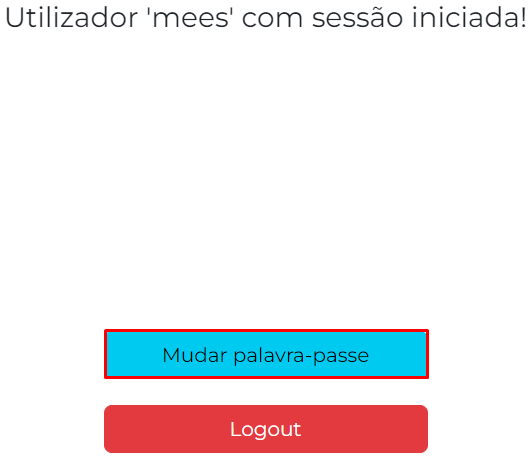 Utilizador 'mees' com sessão iniciada!
Mudar palavra-passe
Logout